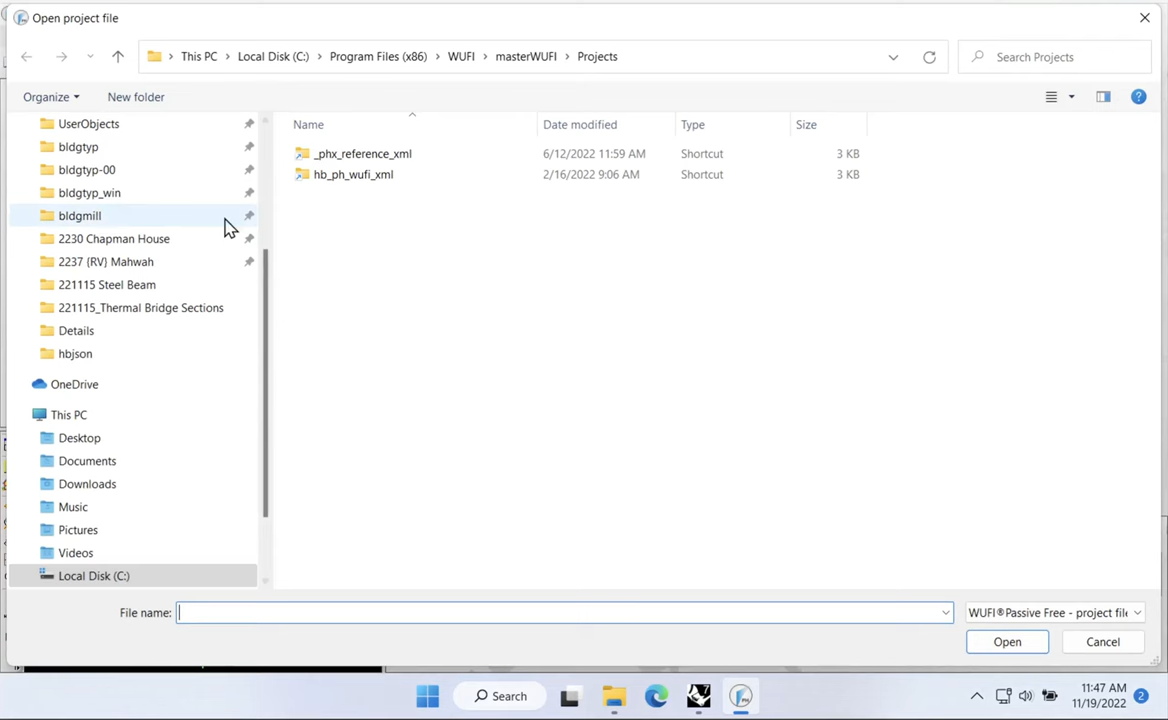 Open project file
This PC > Local Disk (C:) > Program Files (x86) > WUFI > masterWUFI > Projects
Search Projects
Organize
New folder
UserObjects
bldgtyp
bldgtyp-00
bldgtyp_win
bldgmill
2230 Chapman House
2237 {RV} Mahwah
221115 Steel Beam
221115_Thermal Bridge Sections
Details
hbjson
OneDrive
This PC
Desktop
Documents
Downloads
Music
Pictures
Videos
Local Disk (C:)
Name Date modified Type Size
_phx_reference_xml 6/12/2022 11:59 AM Shortcut 3 KB
hb_ph_wufi_xml 2/16/2022 9:06 AM Shortcut 3 KB
File name:
WUFI®Passive Free - project file
Open Cancel
Search
11:47 AM
11/19/2022
2